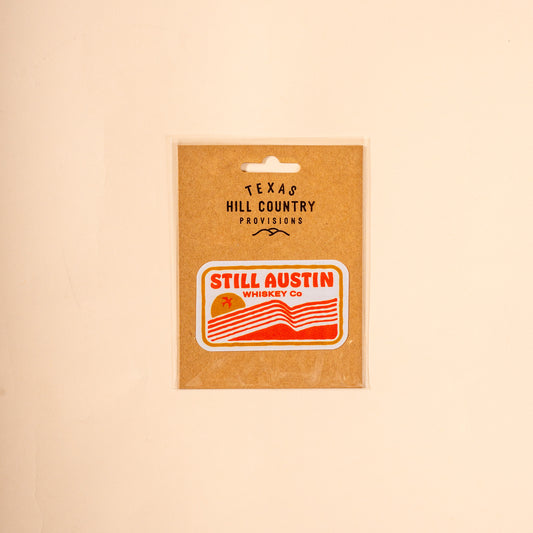 TEXAS
HILL COUNTRY
PROVISIONS
STILL AUSTIN
WHISKEY Co